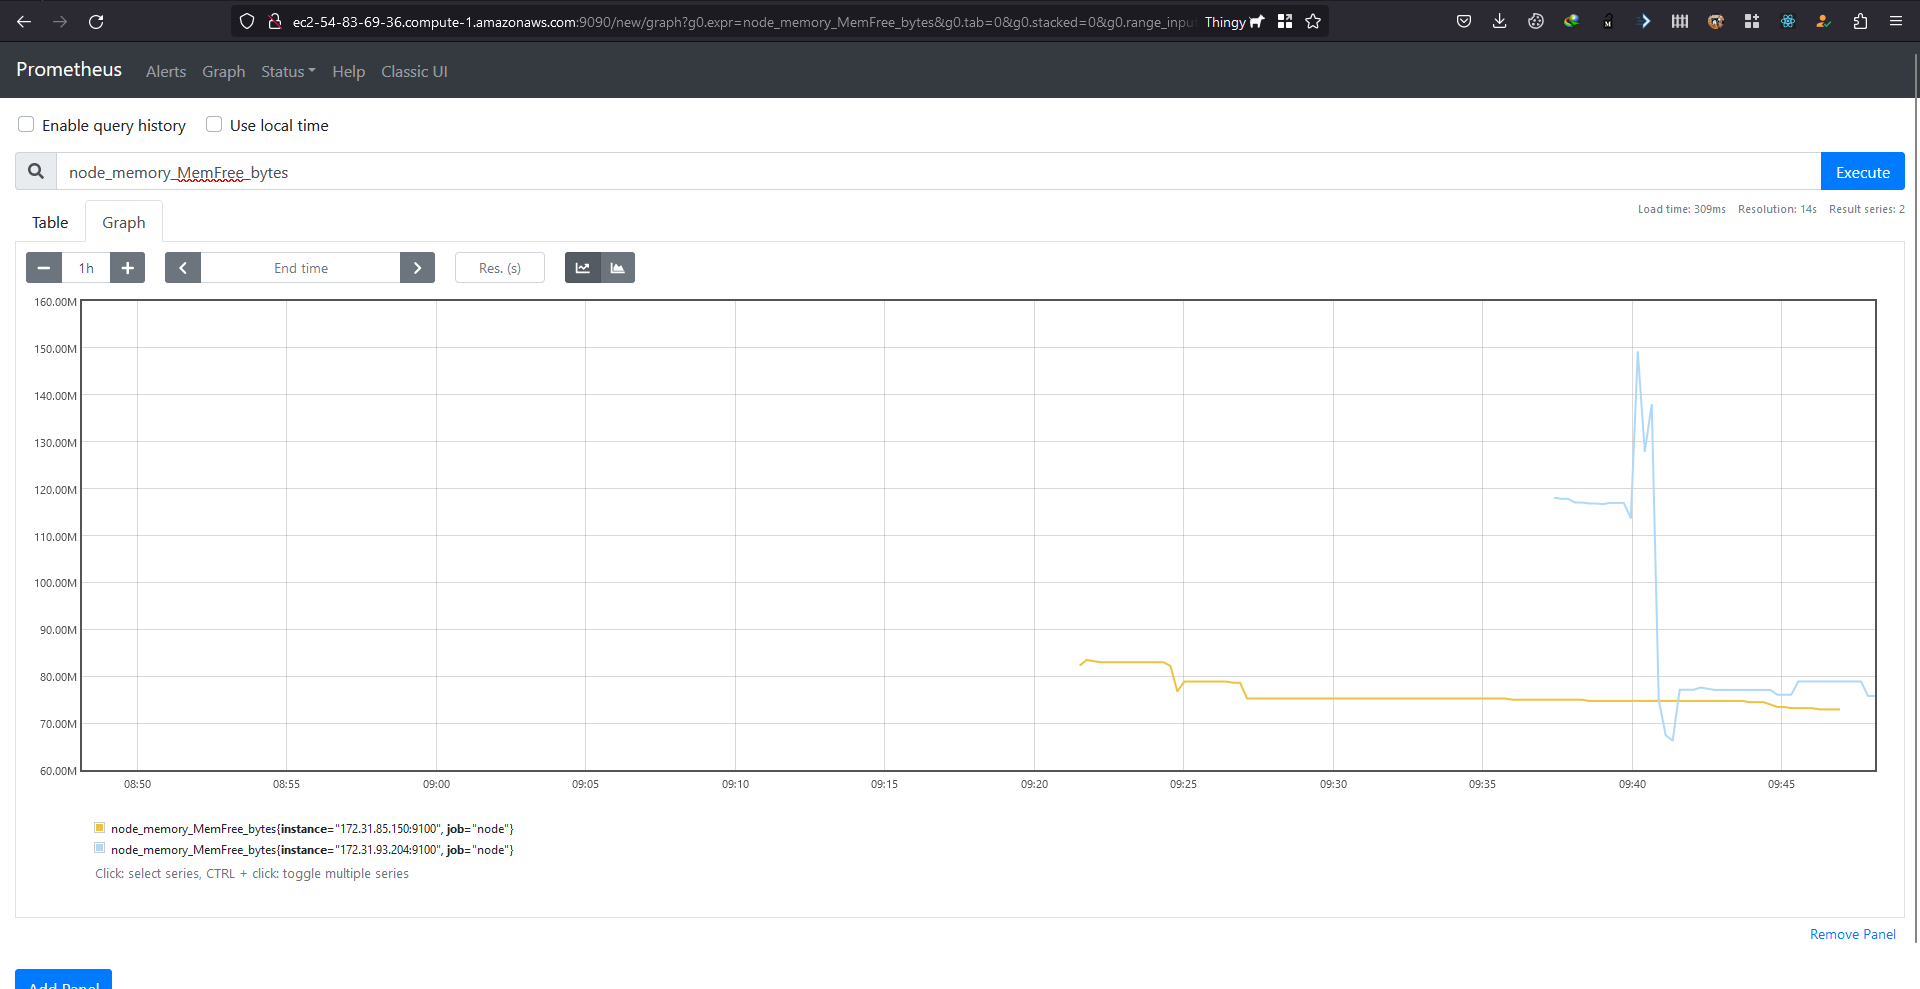 ec2-54-83-69-36.compute-1.amazonaws.com:9090/new/graph?g0.expr=node_memory_MemFree_bytes&g0.tab=0&g0.stacked=0&g0.range_inpu Thingy
Prometheus Alerts Graph Status Help Classic UI
Enable query history Use local time
node_memory_MemFree_bytes Execute
Table Graph Load time: 309ms Resolution: 14s Result series: 2
1h End time Res. (s)
160.00M
150.00M
140.00M
130.00M
120.00M
110.00M
100.00M
90.00M
80.00M
70.00M
60.00M
08:50 08:55 09:00 09:05 09:10 09:15 09:20 09:25 09:30 09:35 09:40 09:45
node_memory_MemFree_bytes{instance="172.31.85.150:9100", job="node"}
node_memory_MemFree_bytes{instance="172.31.93.204:9100", job="node"}
Click: select series, CTRL + click: toggle multiple series
Remove Panel
Add Panel